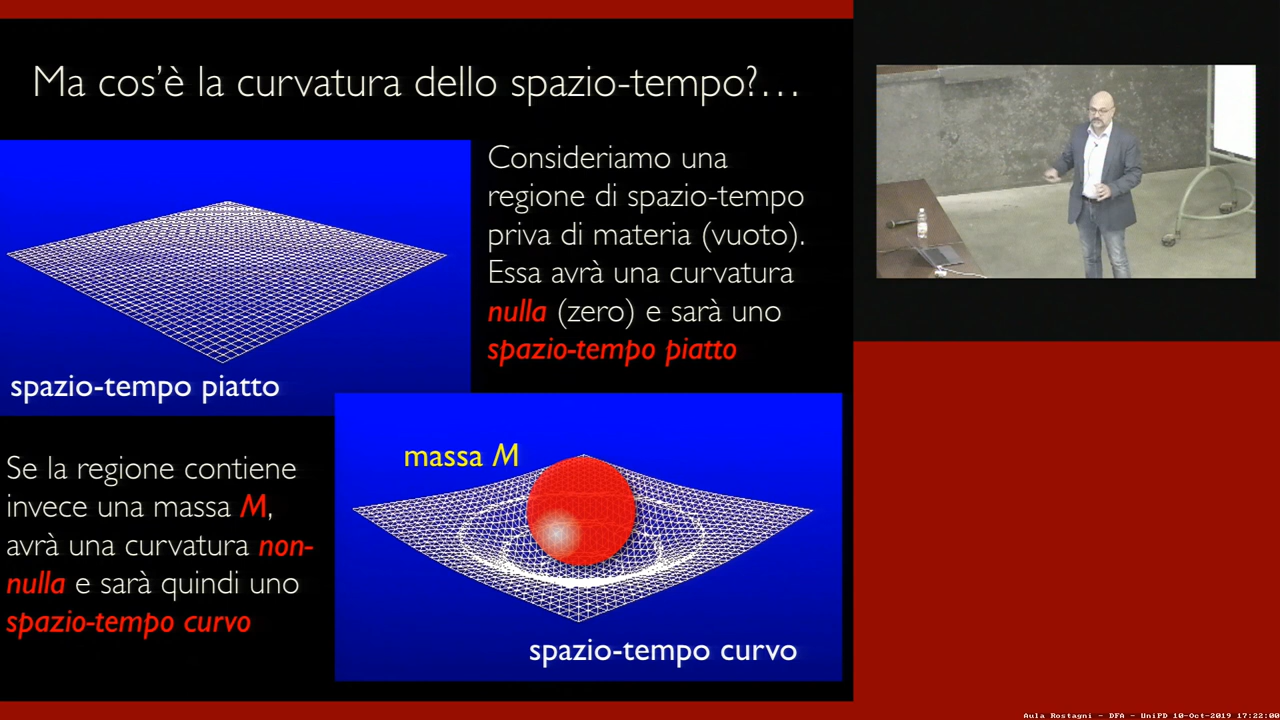 Ma cos'è la curvatura dello spazio-tempo?...
Consideriamo una
regione di spazio-tempo
priva di materia (vuoto).
Essa avrà una curvatura
nulla (zero) e sarà uno
spazio-tempo piatto
spazio-tempo piatto
massa M
Se la regione contiene
invece una massa M,
avrà una curvatura non-
nulla e sarà quindi uno
spazio-tempo curvo
spazio-tempo curvo
Aula Rostagni - DFA - UniPD 10-Oct-2019 17:22:00